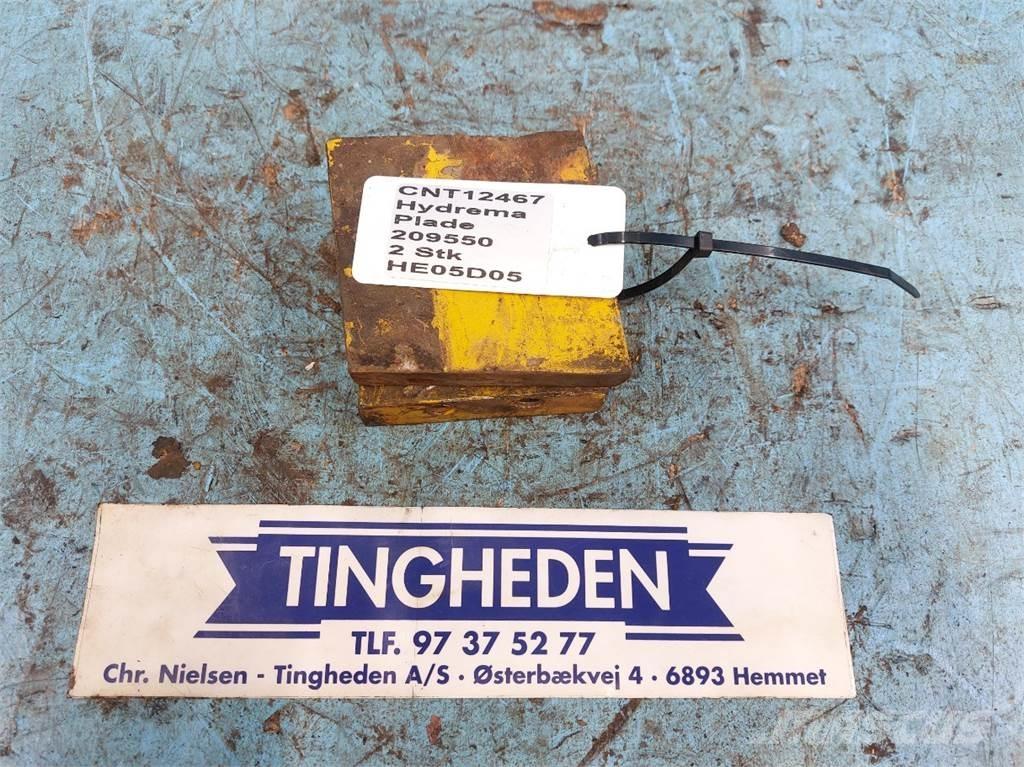 CNT12467
Hydrema
Plade
209550
2 Stk
HE05D05
TINGHEDEN
TLF. 97 37 52 77
Chr. Nielsen - Tingheden A/S · Østerbækvej 4 · 6893 Hemmet
MASCUS